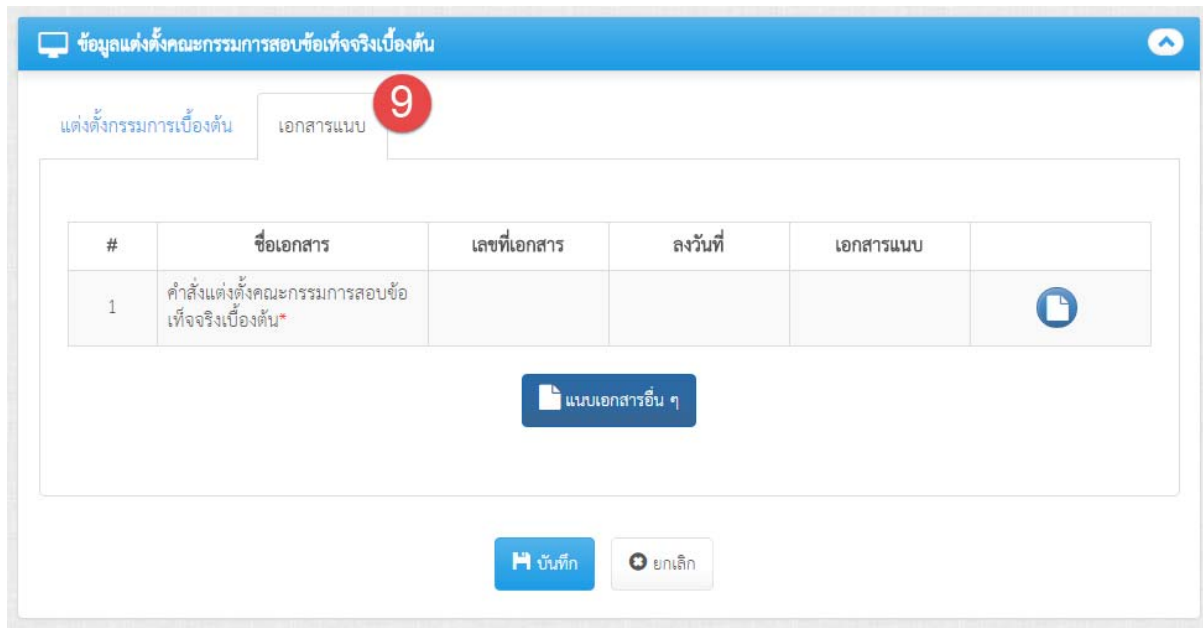 ข้อมูลแต่งตั้งคณะกรรมการสอบข้อเท็จจริงเบื้องต้น
แต่งตั้งกรรมการเบื้องต้น เอกสารแนบ 9
# ชื่อเอกสาร เลขที่เอกสาร ลงวันที่ เอกสารแนบ
1 คำสั่งแต่งตั้งคณะกรรมการสอบข้อ
เท็จจริงเบื้องต้น*
แนบเอกสารอื่น ๆ
บันทึก ยกเลิก